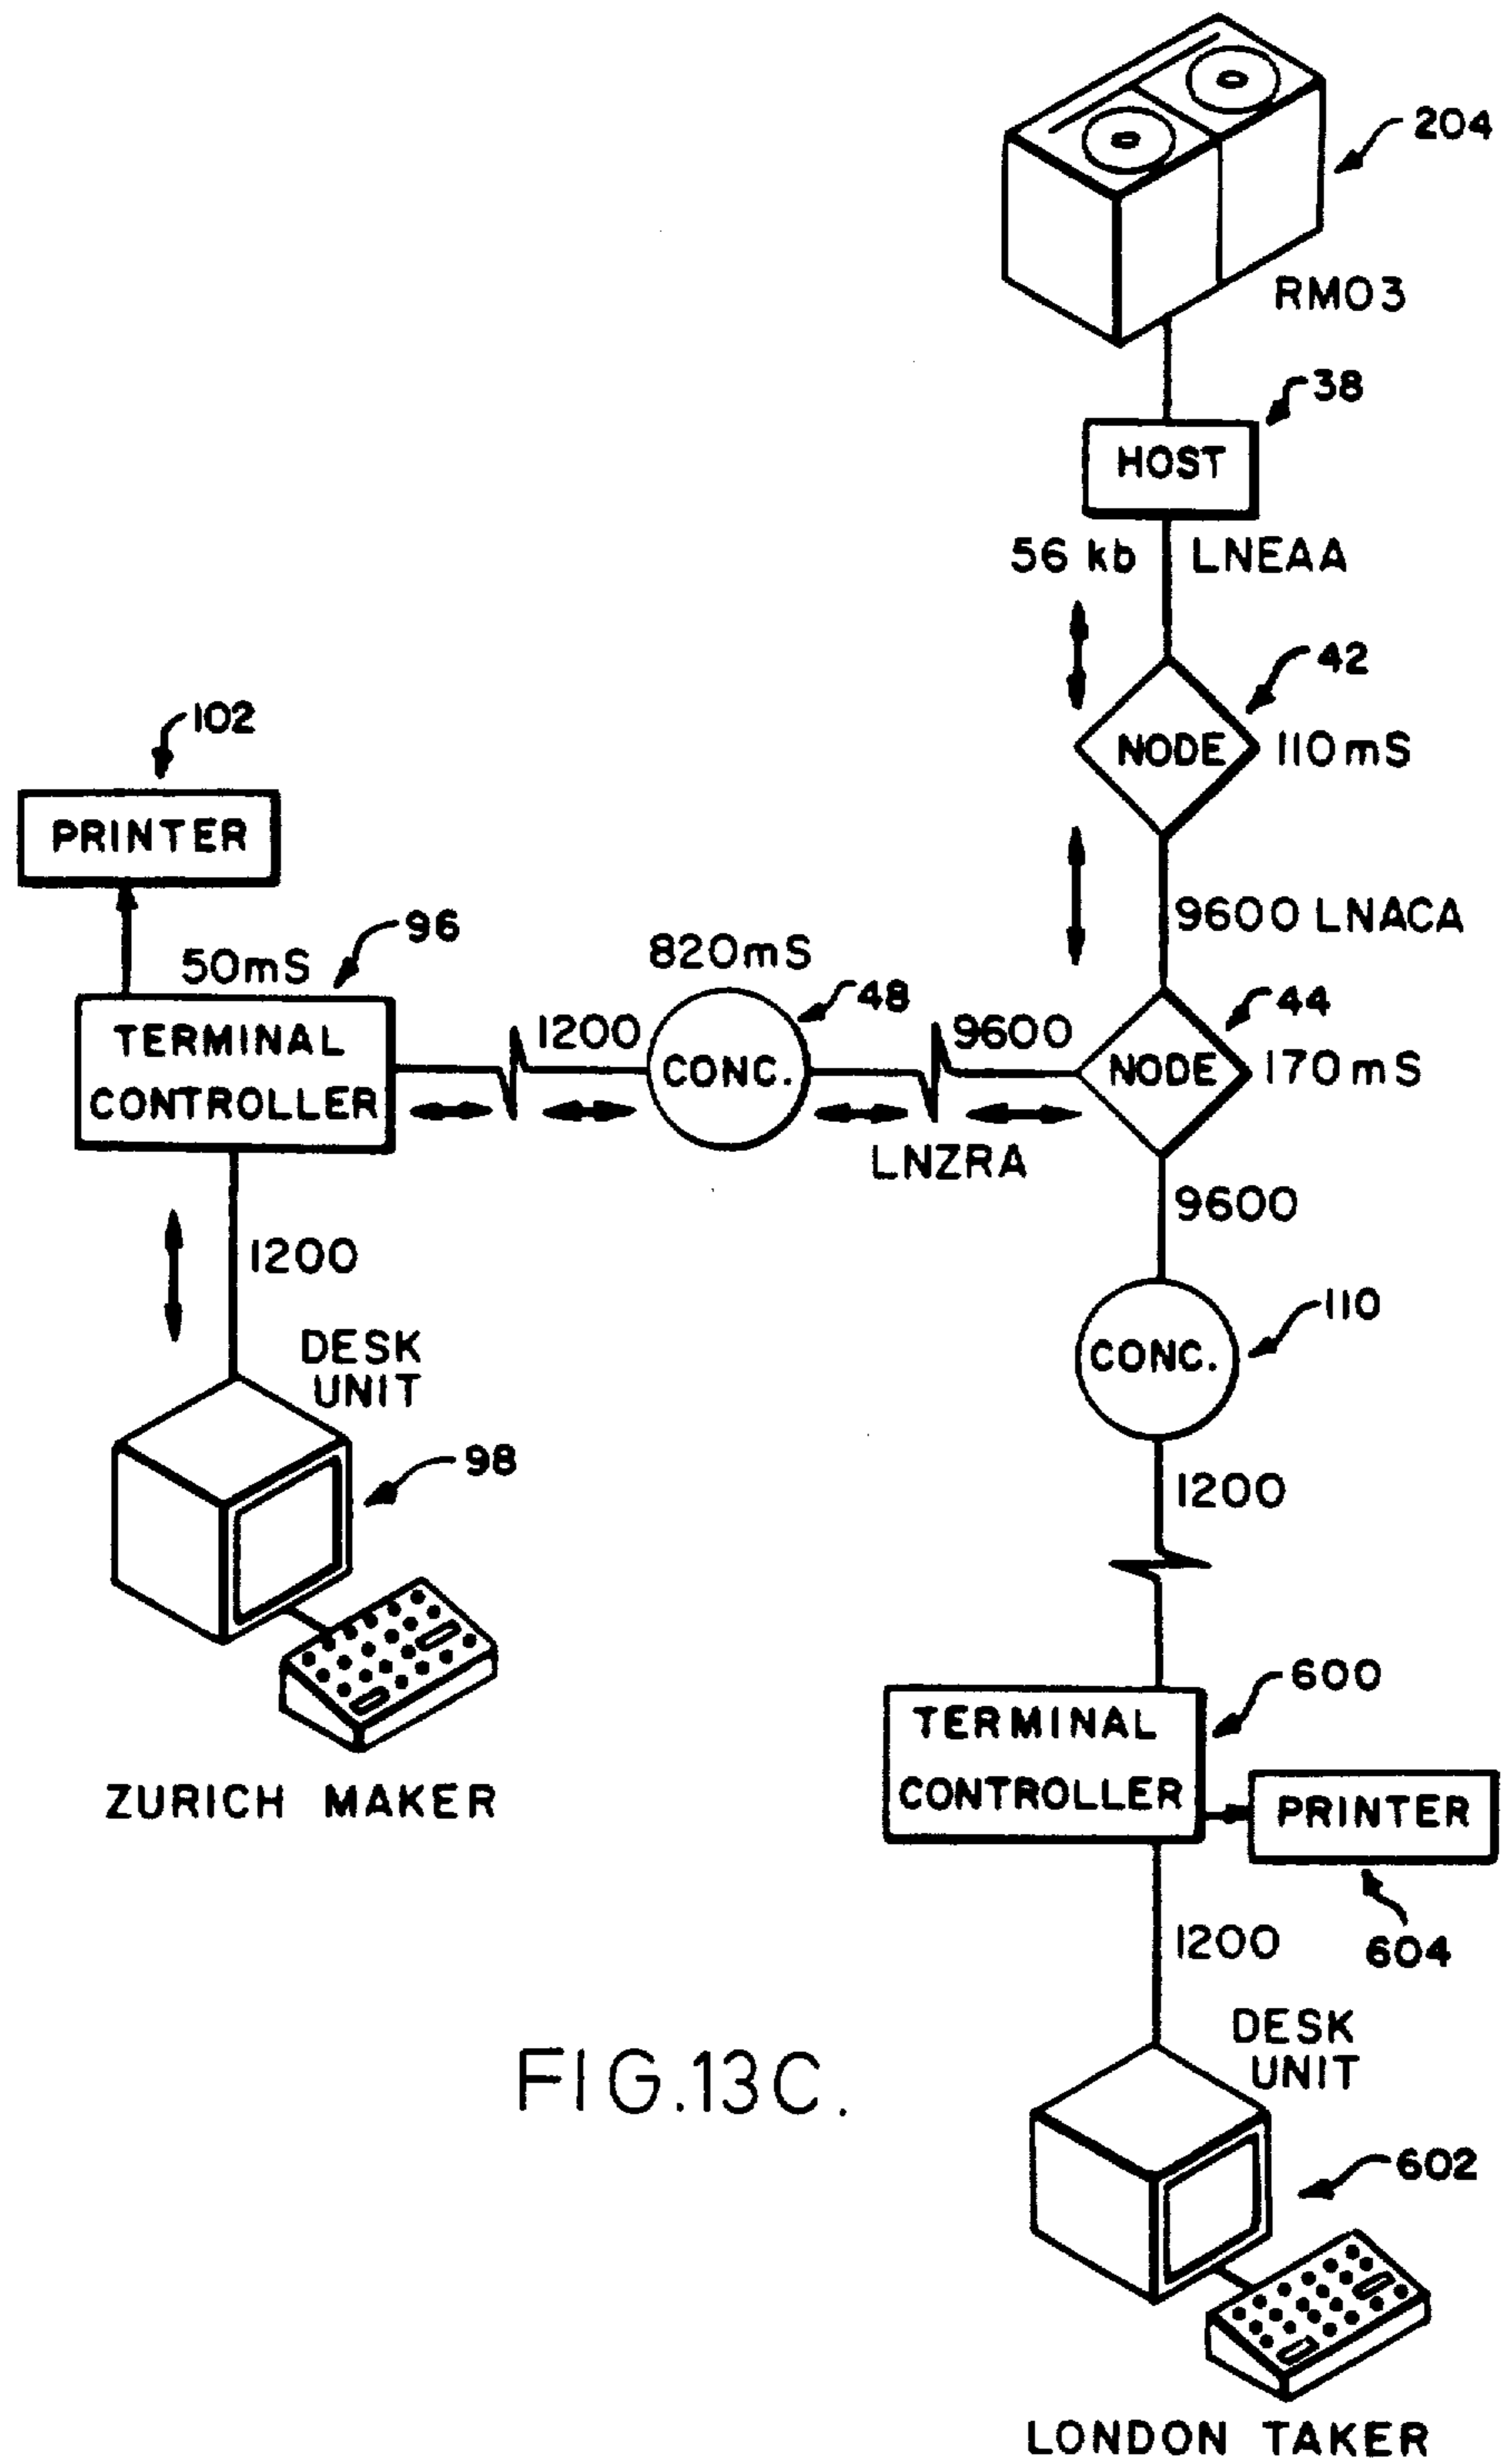 204
RM03
38
HOST
56 kb LNEAA
42
NODE 110mS
102
PRINTER
9600 LNACA
96
50mS
820mS
48
44
TERMINAL
CONTROLLER
1200
CONC.
9600
NODE 170mS
LNZRA
9600
1200
110
CONC.
DESK
UNIT
98
1200
ZURICH MAKER
600
TERMINAL
CONTROLLER
PRINTER
604
1200
DESK
UNIT
FIG.13C.
602
LONDON TAKER